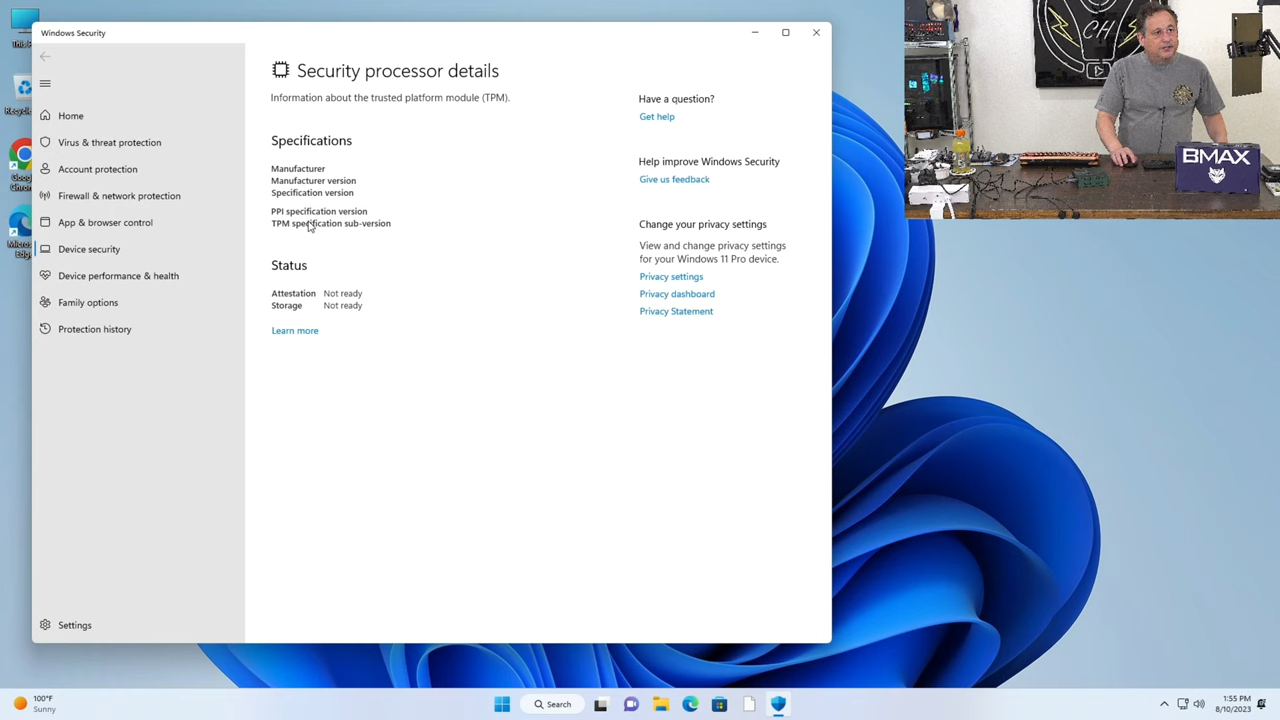 Windows Security
Security processor details
Information about the trusted platform module (TPM).
Specifications
Manufacturer
Manufacturer version
Specification version
PPI specification version
TPM specification sub-version
Status
Attestation Not ready
Storage Not ready
Learn more
Home
Virus & threat protection
Account protection
Firewall & network protection
App & browser control
Device security
Device performance & health
Family options
Protection history
Settings
Have a question?
Get help
Help improve Windows Security
Give us feedback
Change your privacy settings
View and change privacy settings
for your Windows 11 Pro device.
Privacy settings
Privacy dashboard
Privacy Statement
CH
BMAX
100°F
Sunny
Search
1:55 PM
8/10/2023